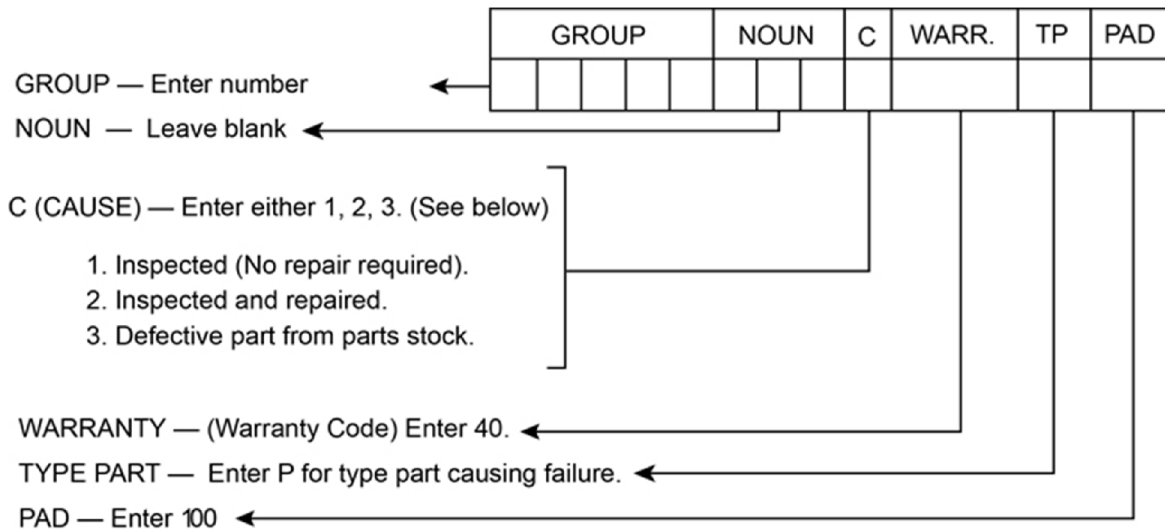 GROUP NOUN C WARR. TP PAD
GROUP — Enter number
NOUN — Leave blank
C (CAUSE) — Enter either 1, 2, 3. (See below)
1. Inspected (No repair required).
2. Inspected and repaired.
3. Defective part from parts stock.
WARRANTY — (Warranty Code) Enter 40.
TYPE PART — Enter P for type part causing failure.
PAD — Enter 100